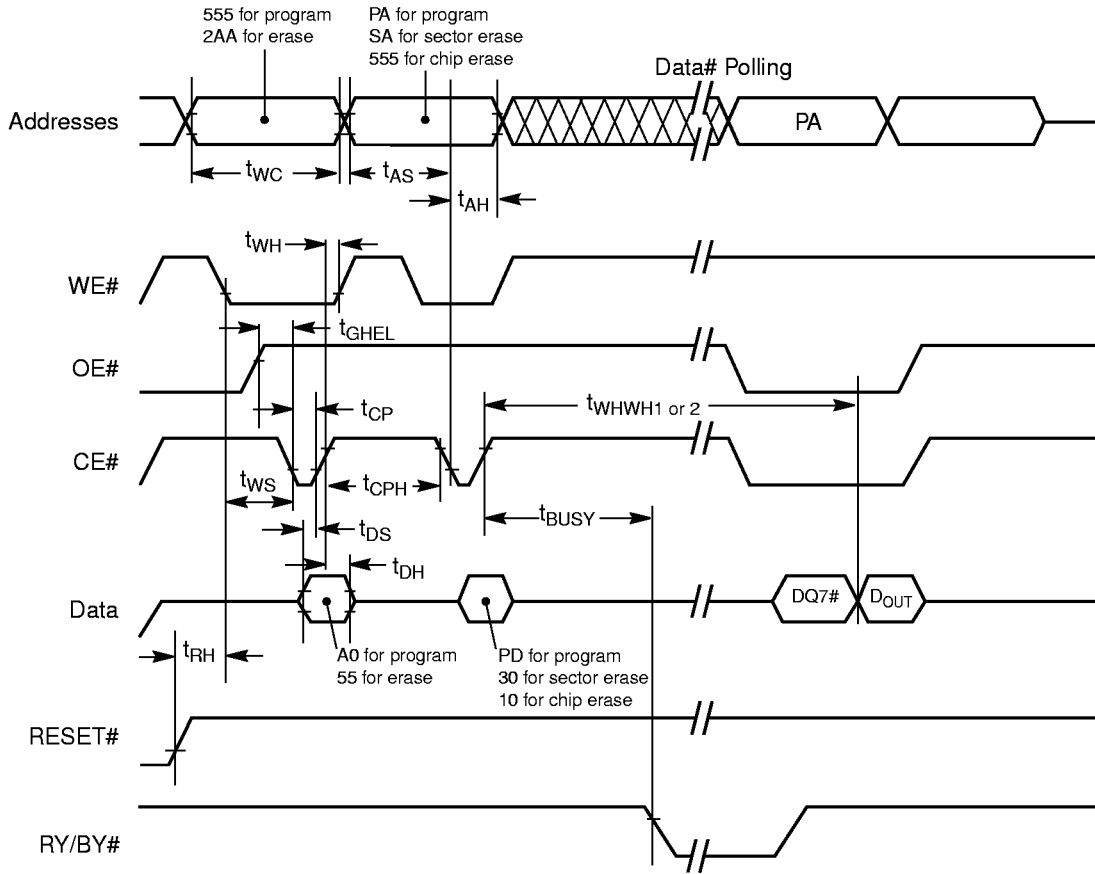 555 for program
2AA for erase
PA for program
SA for sector erase
555 for chip erase
Data# Polling
Addresses
PA
tWC
tAS
tAH
tWH
WE#
tGHEL
OE#
tCP
tWHWH1 or 2
CE#
tWS
tCPH
tDS
tBUSY
tDH
Data
DQ7#
DOUT
tRH
A0 for program
55 for erase
PD for program
30 for sector erase
10 for chip erase
RESET#
RY/BY#